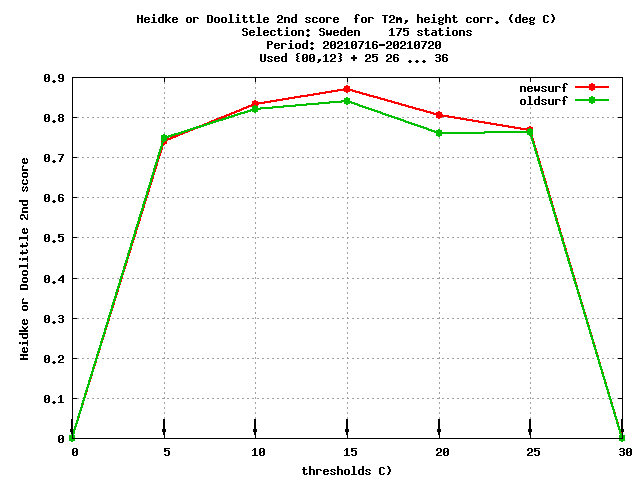 Heidke or Doolittle 2nd score  for T2m, height corr. (deg C)
Selection: Sweden    175 stations
Period: 20210716-20210720
Used {00,12} + 25 26 ... 36
newsurf
oldsurf
0.9
0.8
0.7
0.6
0.5
0.4
0.3
0.2
0.1
0
Heidke or Doolittle 2nd score
0 5 10 15 20 25 30
thresholds C)